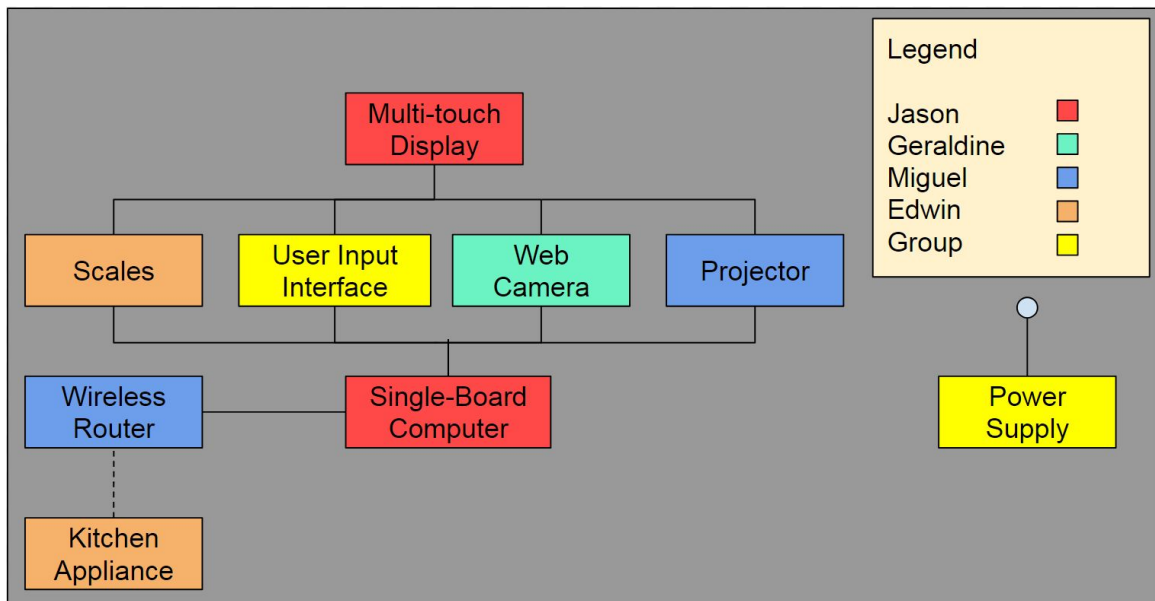 Legend
Jason
Geraldine
Miguel
Edwin
Group
Multi-touch
Display
Scales
User Input
Interface
Web
Camera
Projector
Wireless
Router
Single-Board
Computer
Power
Supply
Kitchen
Appliance